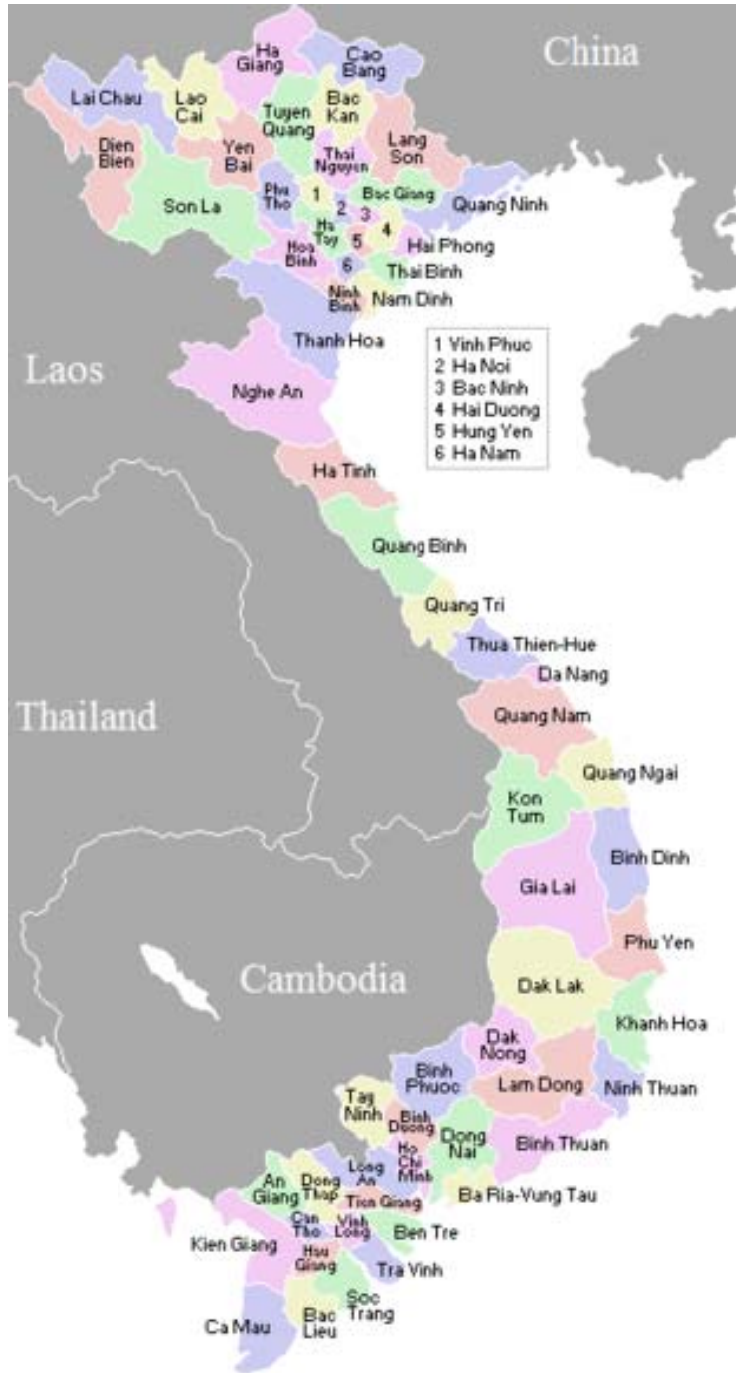 China
Ha
Giang
Cao
Bang
Lai Chau
Lao
Cai
Bac
Kan
Tuyen
Quang
Dien
Bien
Yen
Bai
Lang
Son
Thai
Nguyen
Phu
Tho
Son La
1
2
3
4
5
6
Bac Giang
Quang Ninh
Ha
Tay
Hoa
Binh
Hai Phong
Thai Binh
Ninh
Binh
Nam Dinh
Thanh Hoa
Laos
Nghe An
1 Vinh Phuc
2 Ha Noi
3 Bac Ninh
4 Hai Duong
5 Hung Yen
6 Ha Nam
Ha Tinh
Quang Binh
Quang Tri
Thua Thien-Hue
Da Nang
Thailand
Quang Nam
Quang Ngai
Kon
Tum
Binh Dinh
Gia Lai
Phu Yen
Cambodia
Dak Lak
Khanh Hoa
Dak
Nong
Binh
Phuoc
Lam Dong
Ninh Thuan
Tay
Ninh
Binh
Duong
Dong
Nai
Binh Thuan
Ho
Chi
Minh
Long
An
An
Giang
Dong
Thap
Tien Giang
Ba Ria-Vung Tau
Can
Tho
Vinh
Long
Ben Tre
Kien Giang
Hau
Giang
Tra Vinh
Soc
Trang
Ca Mau
Bac
Lieu